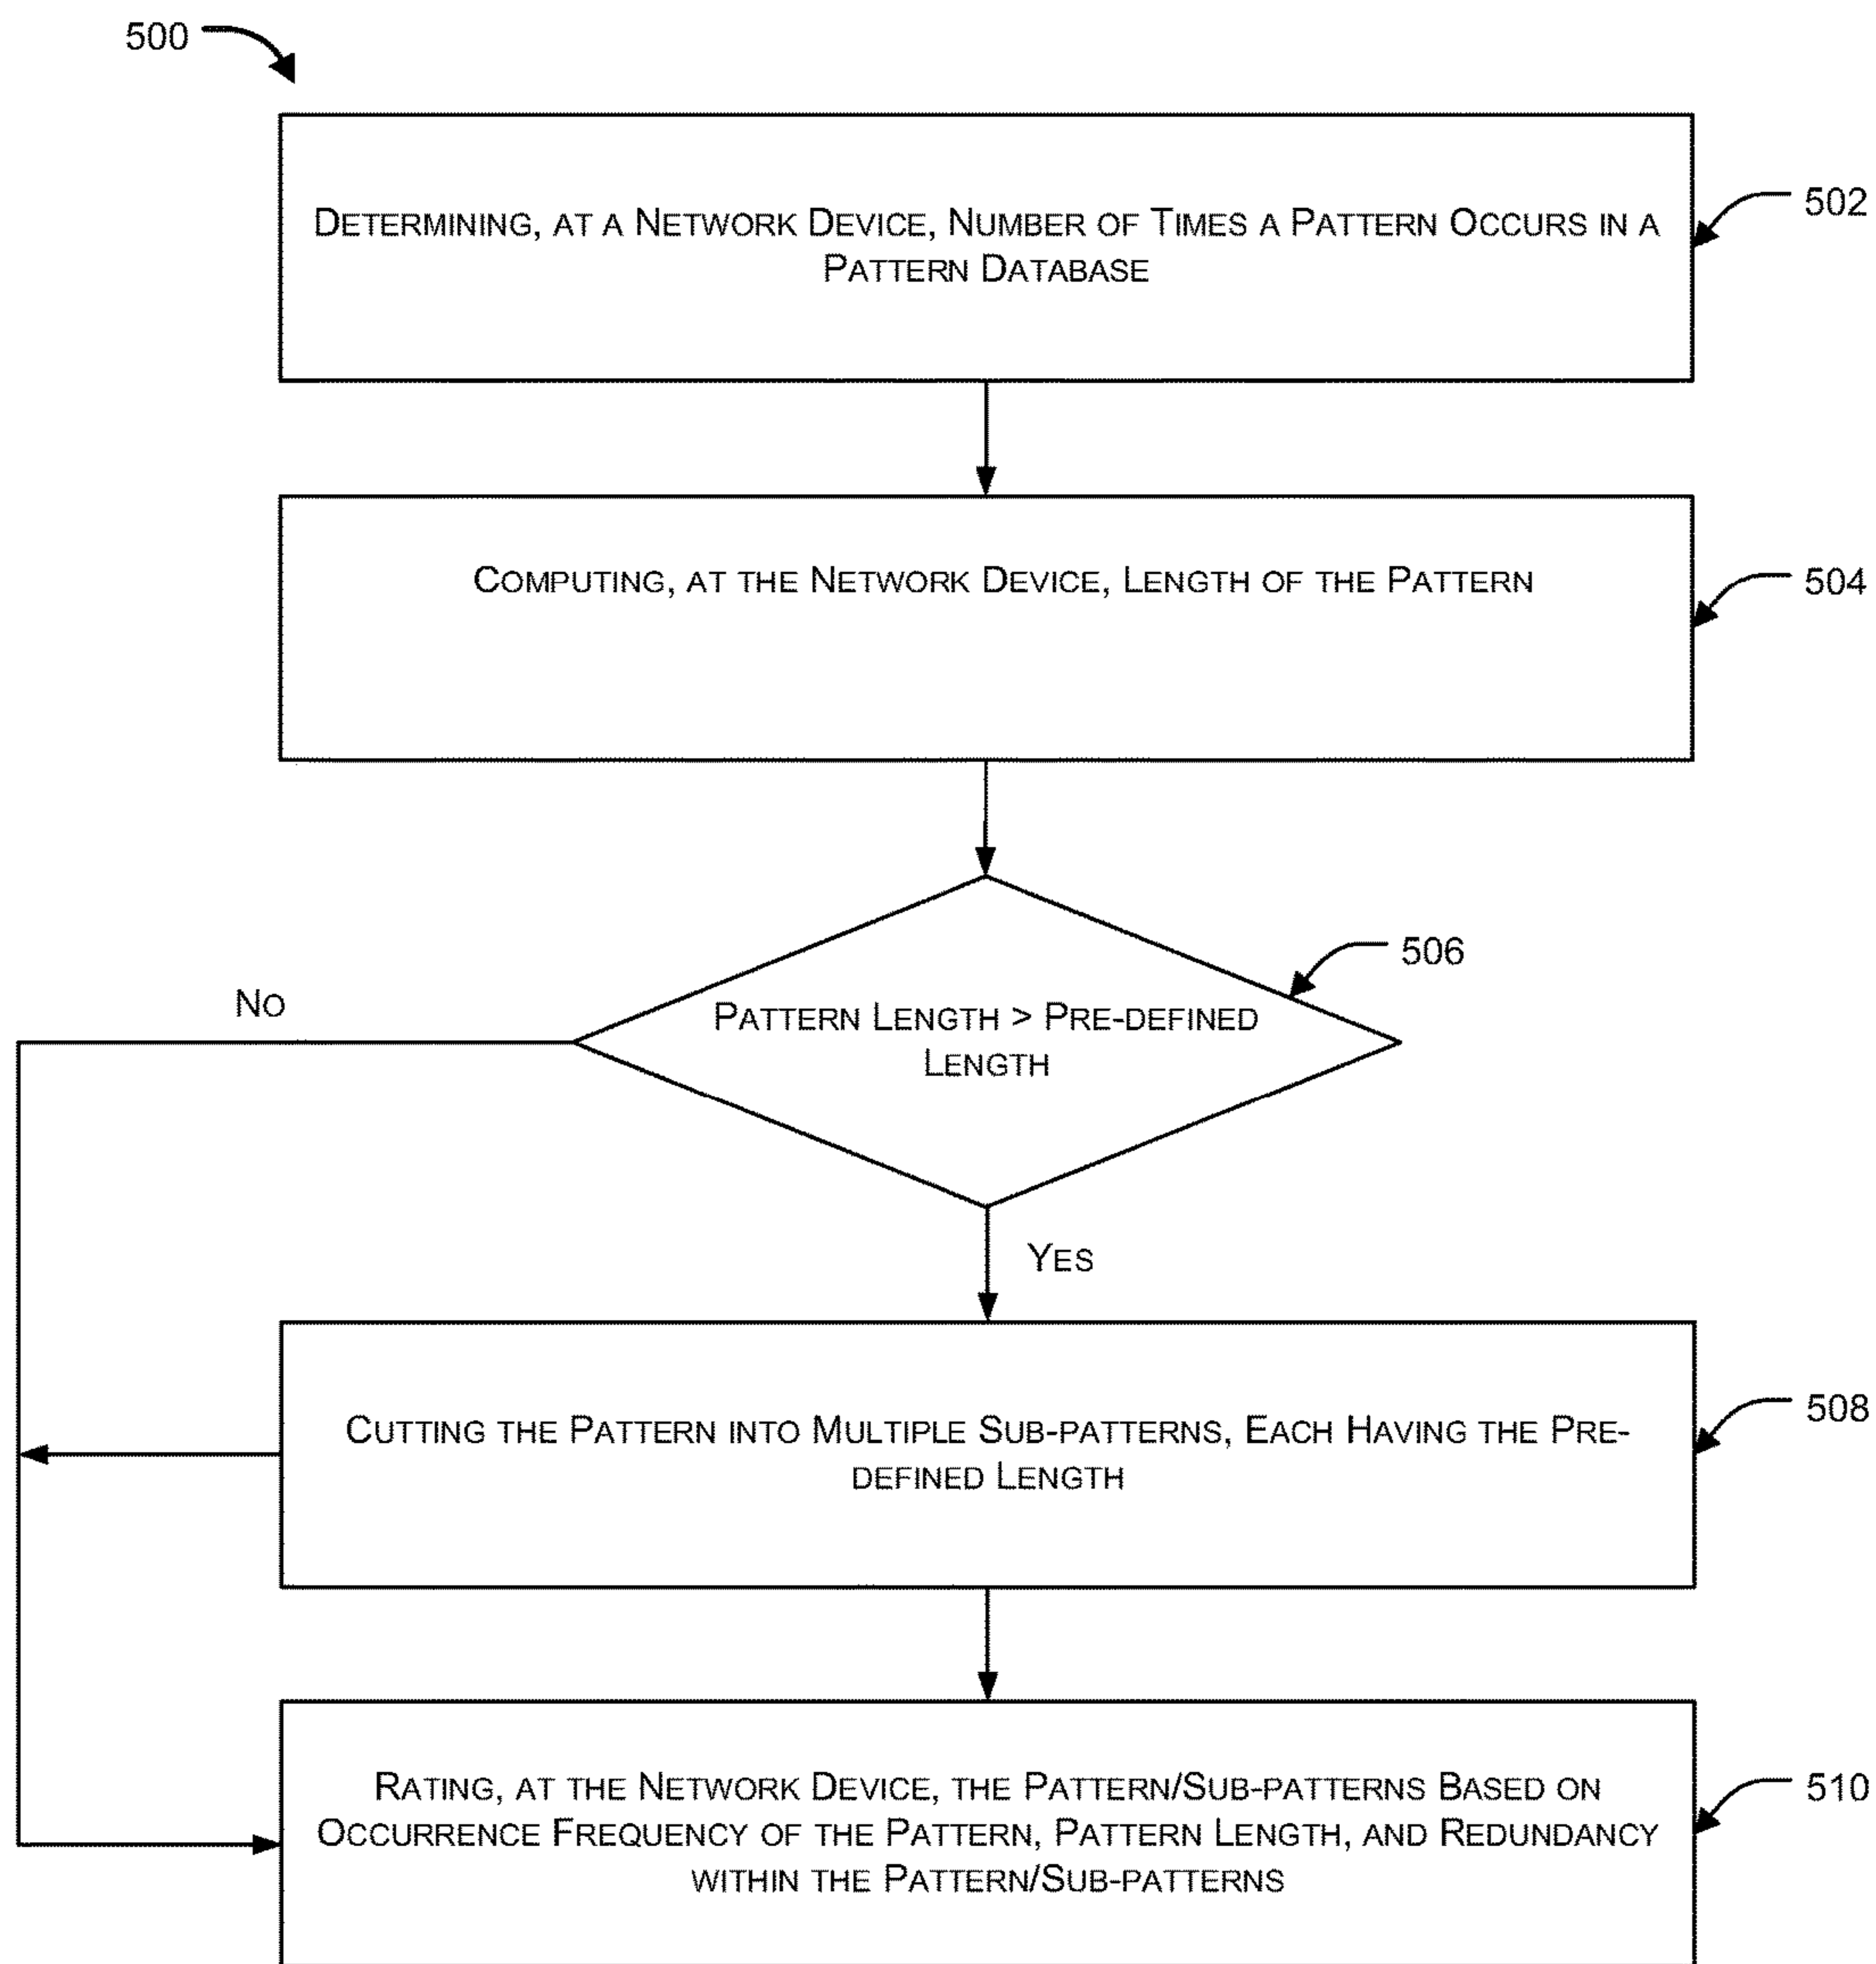 500
DETERMINING, AT A NETWORK DEVICE, NUMBER OF TIMES A PATTERN OCCURS IN A
PATTERN DATABASE
502
COMPUTING, AT THE NETWORK DEVICE, LENGTH OF THE PATTERN
504
506
NO
PATTERN LENGTH > PRE-DEFINED
LENGTH
YES
CUTTING THE PATTERN INTO MULTIPLE SUB-PATTERNS, EACH HAVING THE PRE-
DEFINED LENGTH
508
RATING, AT THE NETWORK DEVICE, THE PATTERN/SUB-PATTERNS BASED ON
OCCURRENCE FREQUENCY OF THE PATTERN, PATTERN LENGTH, AND REDUNDANCY
WITHIN THE PATTERN/SUB-PATTERNS
510